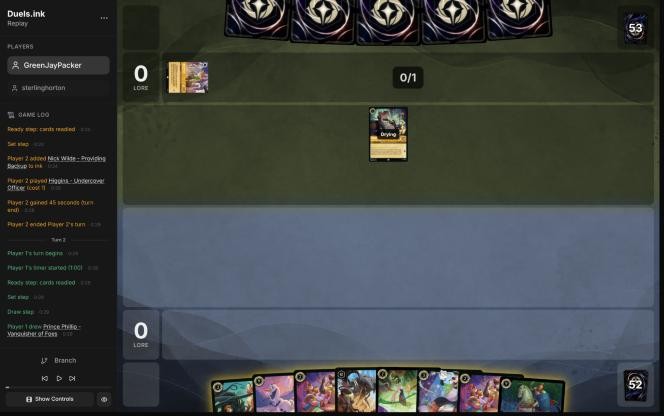 Duels.ink
Replay
PLAYERS
GreenJayPacker
sterlinghorton
GAME LOG
Ready step: cards readied
Set step
Player 2 added Nick Wilde - Providing
Backup to ink
Player 2 played Higgins - Undercover
Officer (cost 1)
Player 2 gained 45 seconds (turn
end)
Player 2 ended Player 2's turn
Turn 2
Player 1's turn begins
Player 1's timer started (1:00)
Ready step: cards readied
Set step
Draw step
Player 1 drew Prince Phillip -
Vanquisher of Foes
Branch
Show Controls
53
0
LORE
0/1
Drying
0
LORE
52